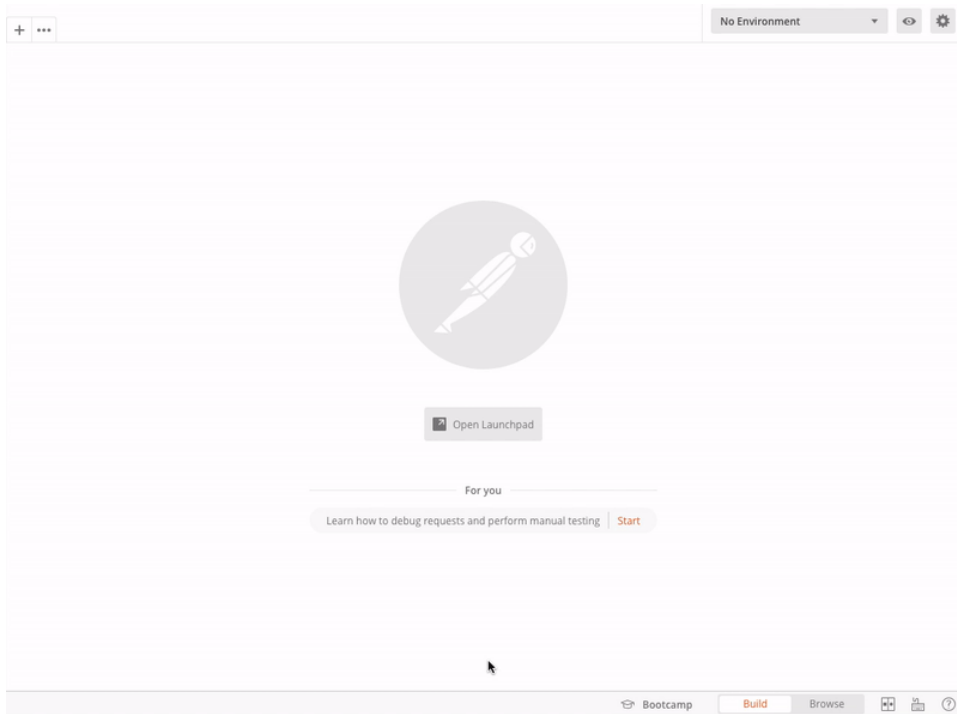 No Environment
Open Launchpad
For you
Learn how to debug requests and perform manual testing Start
Bootcamp Build Browse